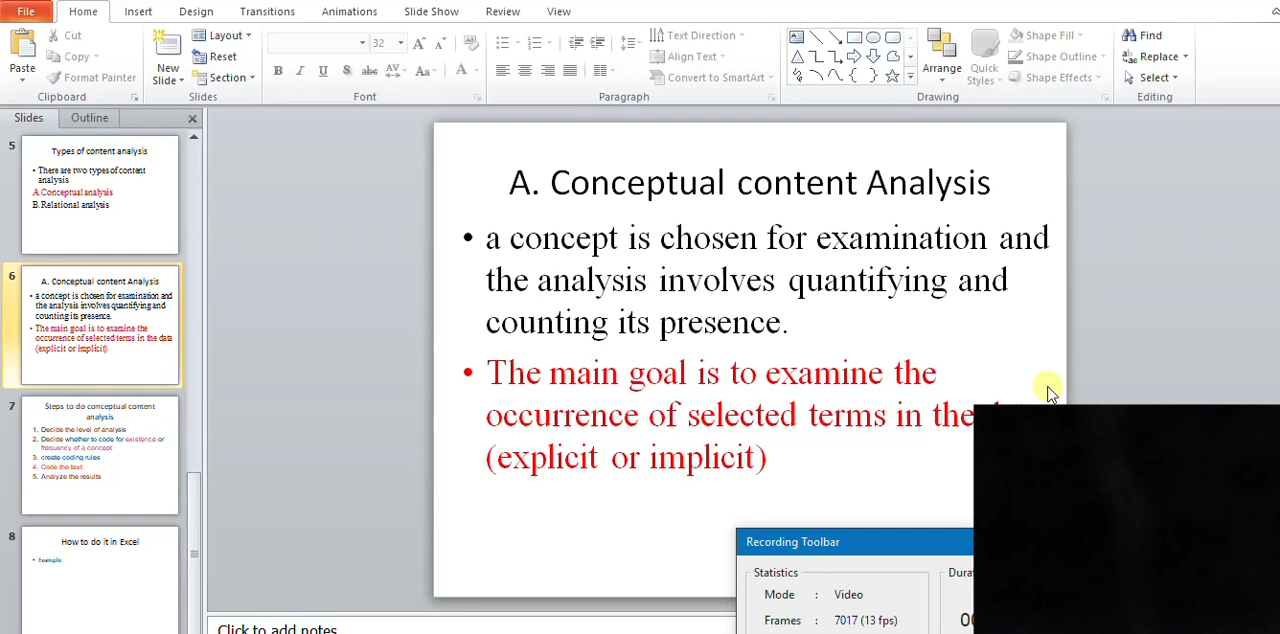 File Home Insert Design Transitions Animations Slide Show Review View
Paste
Cut
Copy
Format Painter
Clipboard
New
Slide
Layout
Reset
Section
Slides
32
B I U S abc AV Aa A
Font
Text Direction
Align Text
Convert to SmartArt
Paragraph
Arrange
Quick
Styles
Shape Fill
Shape Outline
Shape Effects
Drawing
Find
Replace
Select
Editing
Slides Outline
5
Types of content analysis
• There are two types of content
analysis
A.Conceptual analysis
B. Relational analysis
6
A. Conceptual content Analysis
• a concept is chosen for examination and
the analysis involves quantifying and
counting its presence.
• The main goal is to examine the
occurrence of selected terms in the data
(explicit or implicit)
7
Steps to do conceptual content
analysis
1. Decide the level of analysis
2. Decide whether to code for existence or
frequency of a concept
3. create coding rules
4. Code the text
5. Analyze the results
8
How to do it in Excel
• Example
A. Conceptual content Analysis
• a concept is chosen for examination and
the analysis involves quantifying and
counting its presence.
• The main goal is to examine the
occurrence of selected terms in the
(explicit or implicit)
Click to add notes
Recording Toolbar
Statistics
Mode : Video
Frames : 7017 (13 fps)